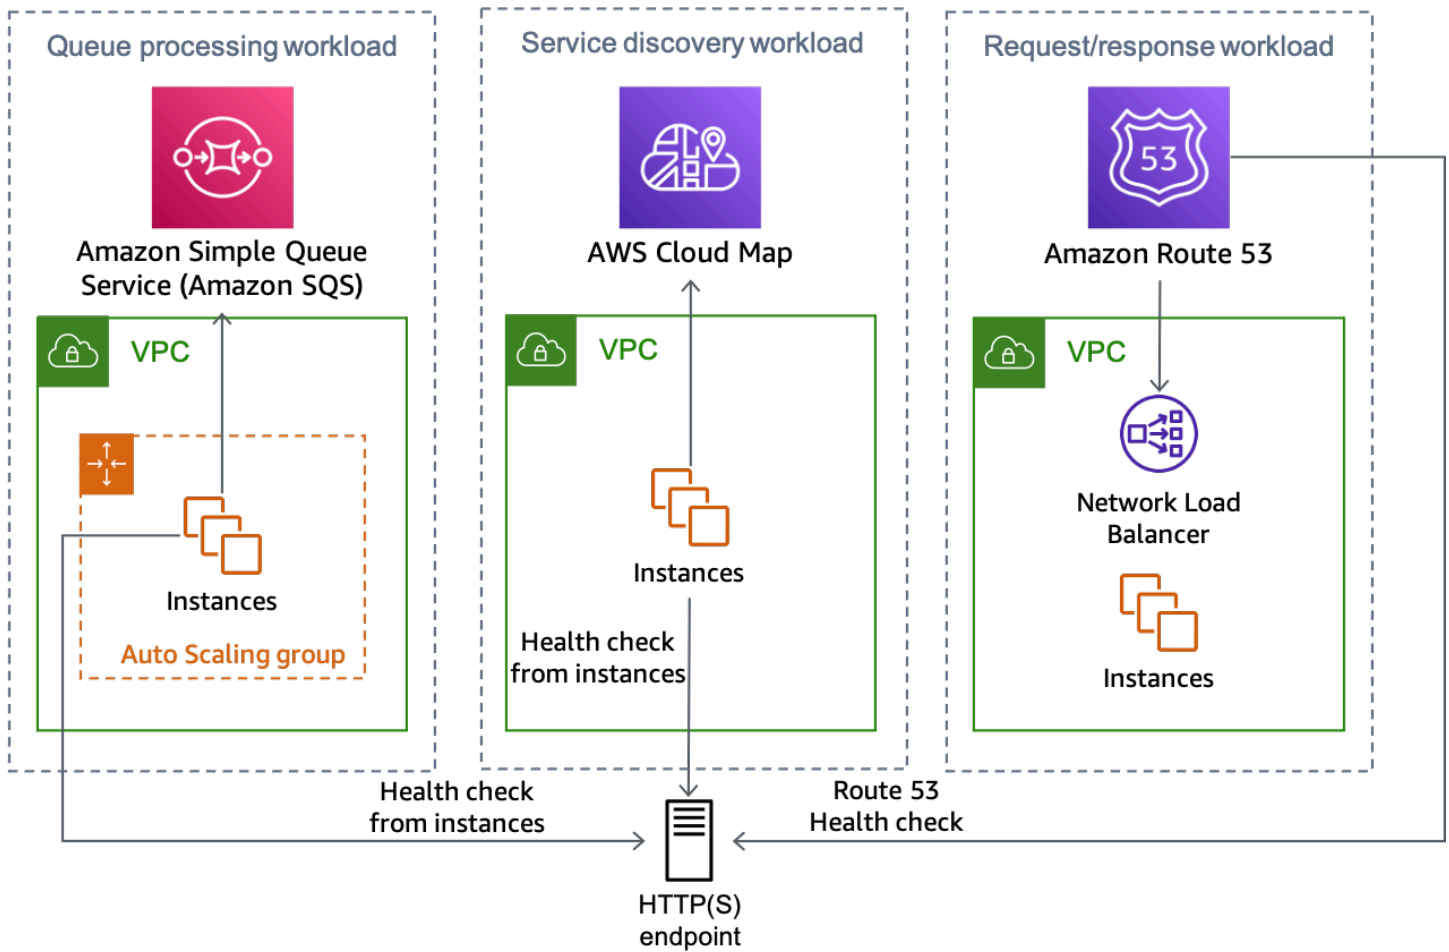 Queue processing workload
Amazon Simple Queue
Service (Amazon SQS)
VPC
Instances
Auto Scaling group
Health check
from instances
Service discovery workload
AWS Cloud Map
VPC
Instances
Health check
from instances
Request/response workload
53
Amazon Route 53
VPC
Network Load
Balancer
Instances
Route 53
Health check
HTTP(S)
endpoint